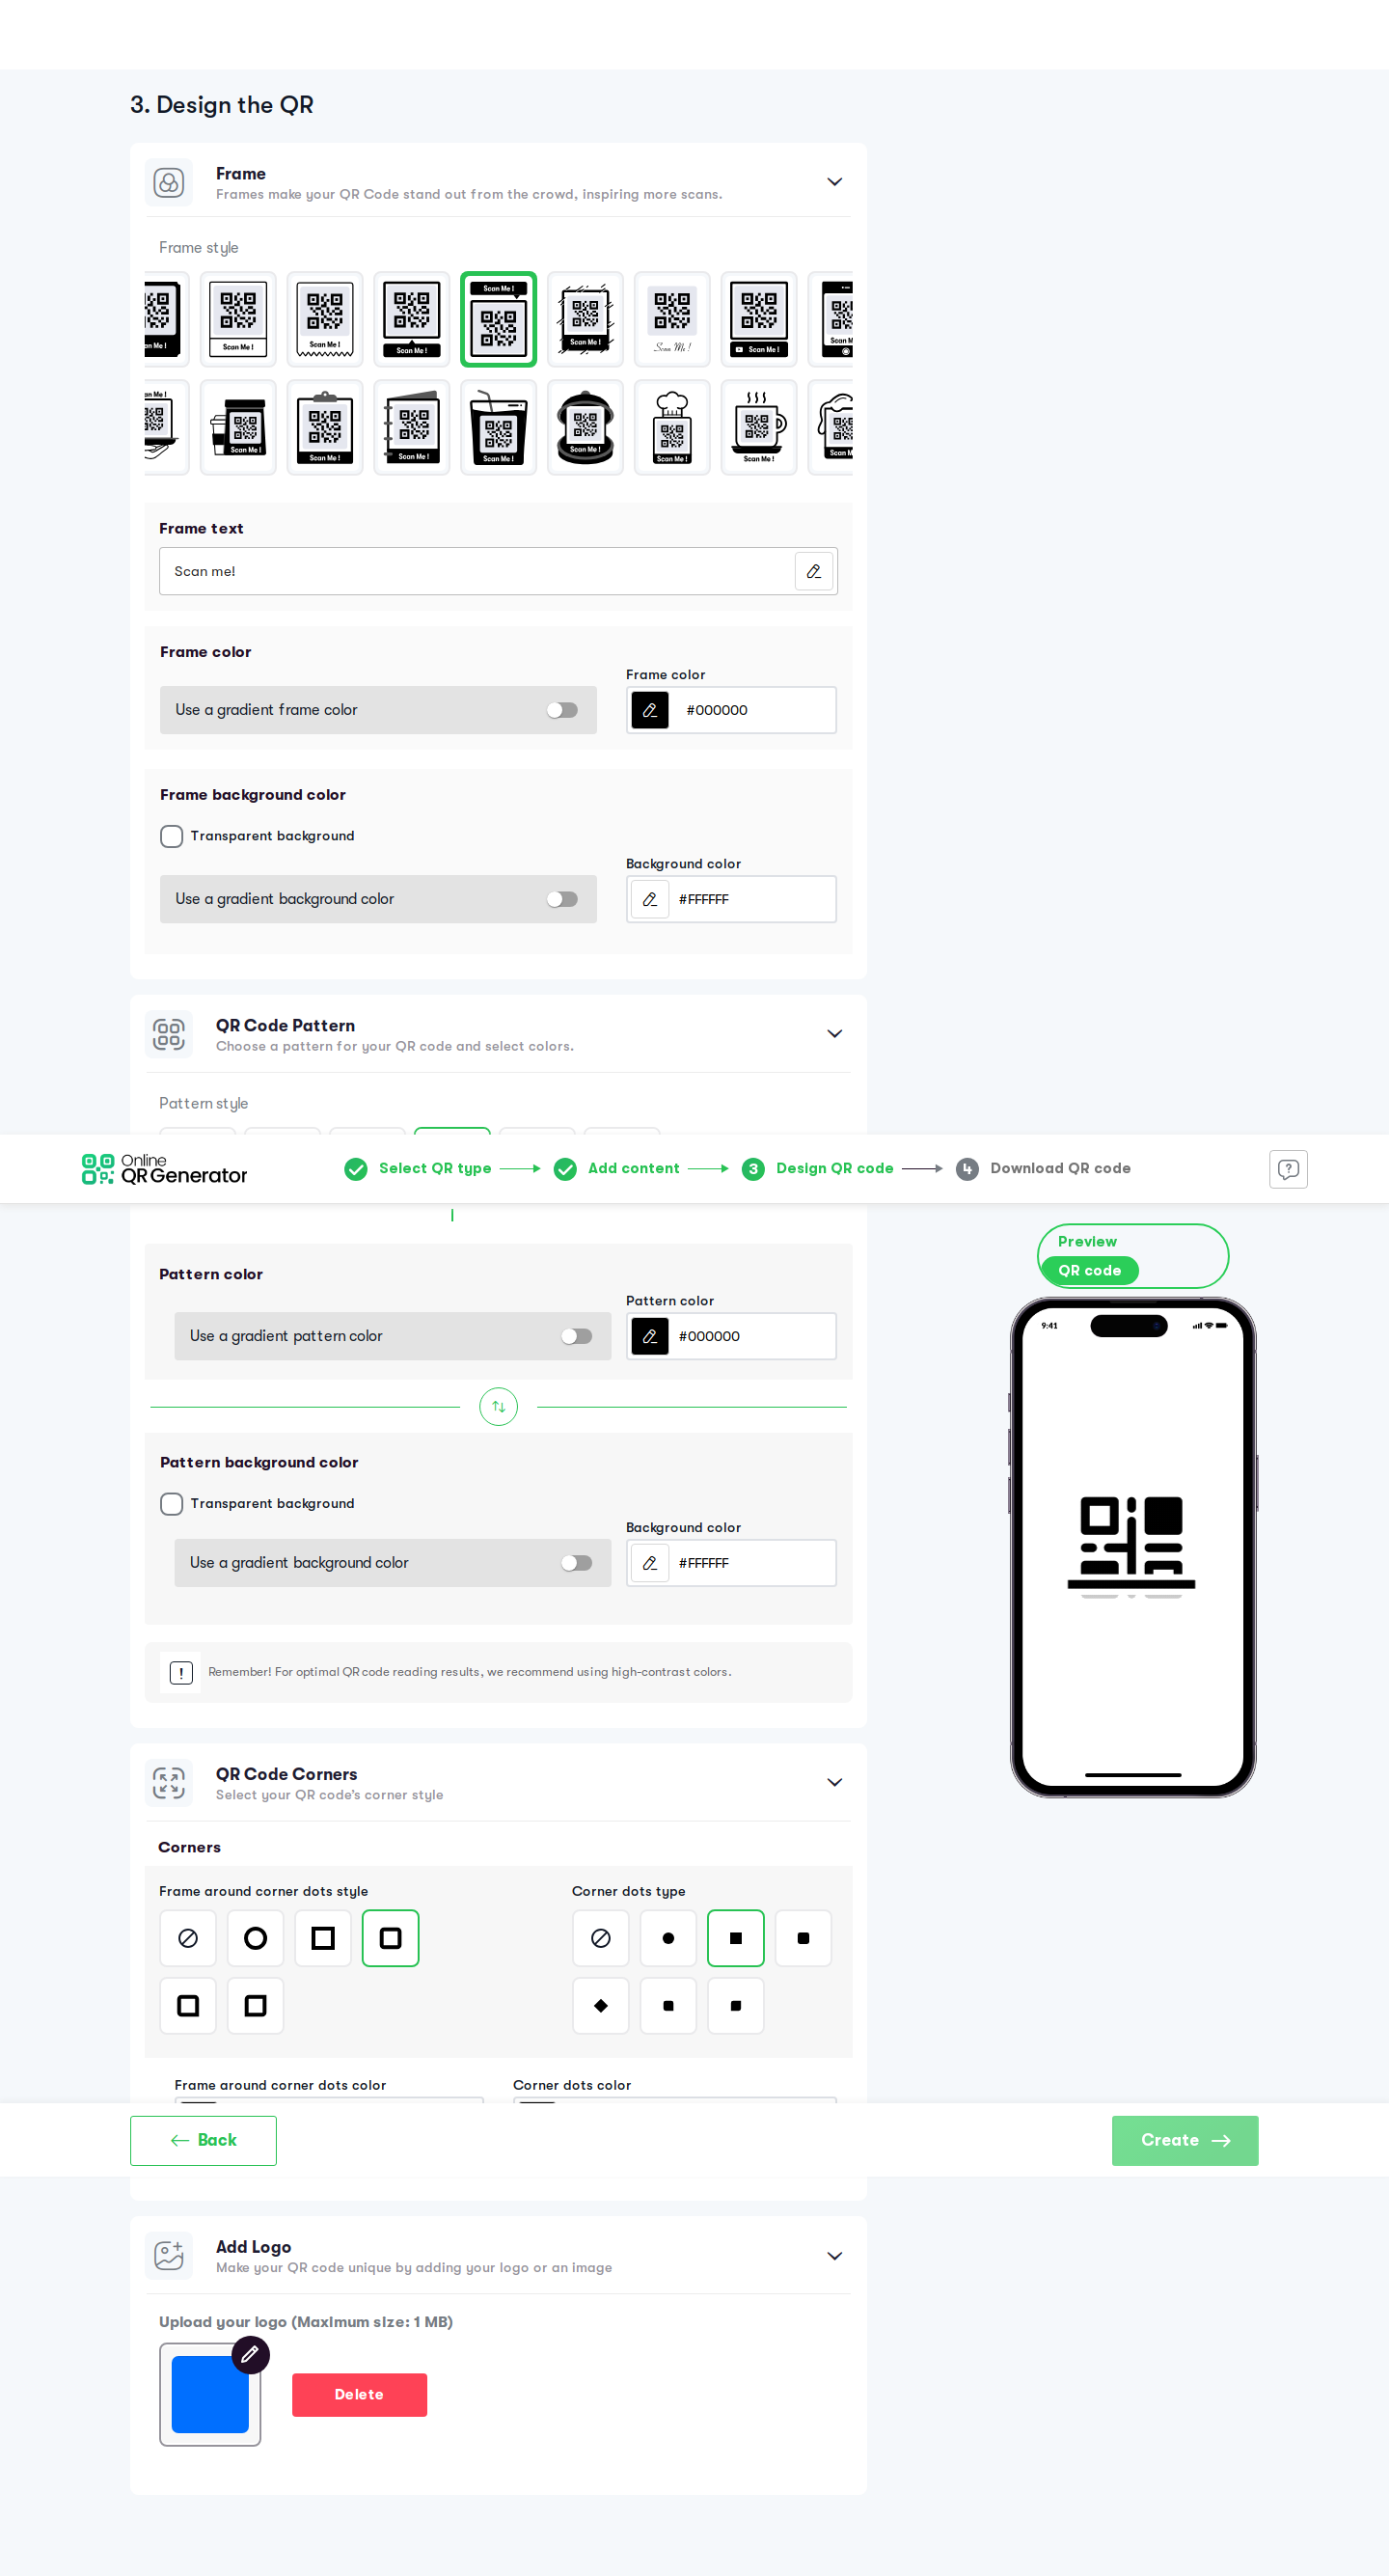 3. Design the QR
Frame
Frames make your QR Code stand out from the crowd, inspiring more scans.
Frame style
Scan Me !
Scan Me !
Scan Me !
Scan Me !
Scan Me !
Scan Me !
Scan Me !
Scan Me !
Scan Me !
Scan Me !
Scan Me !
Scan Me !
Scan Me !
Scan Me !
Frame text
Scan me!
Frame color
Frame color
Use a gradient frame color
#000000
Frame background color
Transparent background
Background color
Use a gradient background color
#FFFFFF
QR Code Pattern
Choose a pattern for your QR code and select colors.
Pattern style
Online
QR Generator
Select QR type
Add content
3 Design QR code
4 Download QR code
Preview
QR code
9:41
Pattern color
Pattern color
Use a gradient pattern color
#000000
Pattern background color
Transparent background
Background color
Use a gradient background color
#FFFFFF
Remember! For optimal QR code reading results, we recommend using high-contrast colors.
QR Code Corners
Select your QR code’s corner style
Corners
Frame around corner dots style
Corner dots type
Frame around corner dots color
Corner dots color
Back
Create
Add Logo
Make your QR code unique by adding your logo or an image
Upload your logo (Maximum size: 1 MB)
Delete